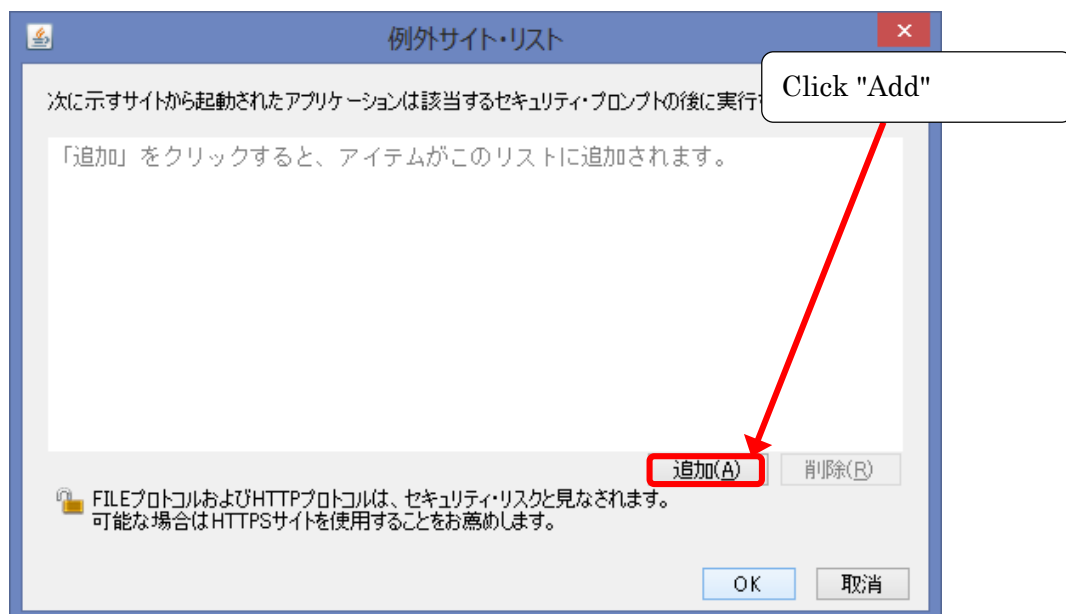 例外サイト・リスト
Click "Add"
次に示すサイトから起動されたアプリケーションは該当するセキュリティ・プロンプトの後に実行
「追加」をクリックすると、アイテムがこのリストに追加されます。
追加(A) 削除(R)
FILEプロトコルおよびHTTPプロトコルは、セキュリティ・リスクと見なされます。
可能な場合はHTTPSサイトを使用することをお薦めします。
OK 取消